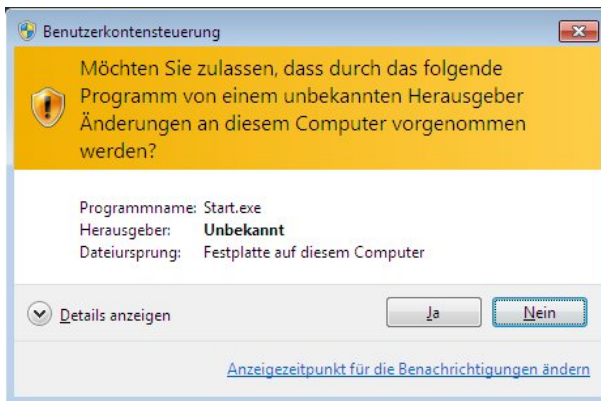 Benutzerkontensteuerung
Möchten Sie zulassen, dass durch das folgende
Programm von einem unbekannten Herausgeber
Änderungen an diesem Computer vorgenommen
werden?
Programmname: Start.exe
Herausgeber: Unbekannt
Dateiursprung: Festplatte auf diesem Computer
Details anzeigen
Ja
Nein
Anzeigezeitpunkt für die Benachrichtigungen ändern